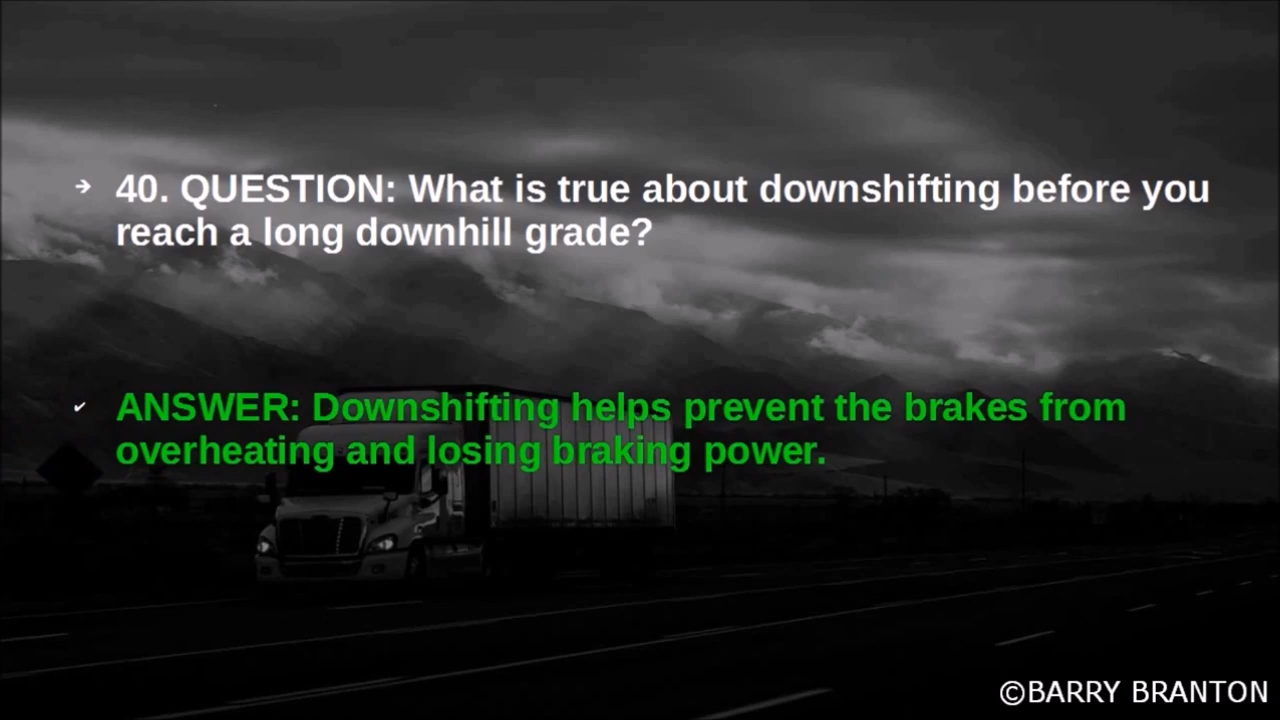 ➔ 40. QUESTION: What is true about downshifting before you
reach a long downhill grade?
✔ ANSWER: Downshifting helps prevent the brakes from
overheating and losing braking power.
©BARRY BRANTON